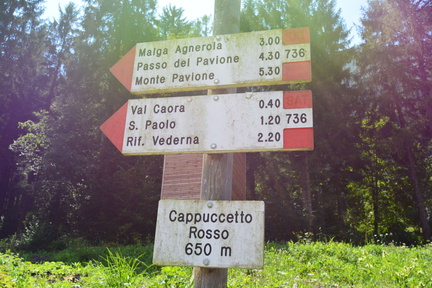 Malga Agnerola 3.00
Passo del Pavione 4.30 736
Monte Pavione 5.30
Val Caora 0.40 SAT
S. Paolo 1.20 736
Rif. Vederna 2.20
Cappuccetto
Rosso
650 m